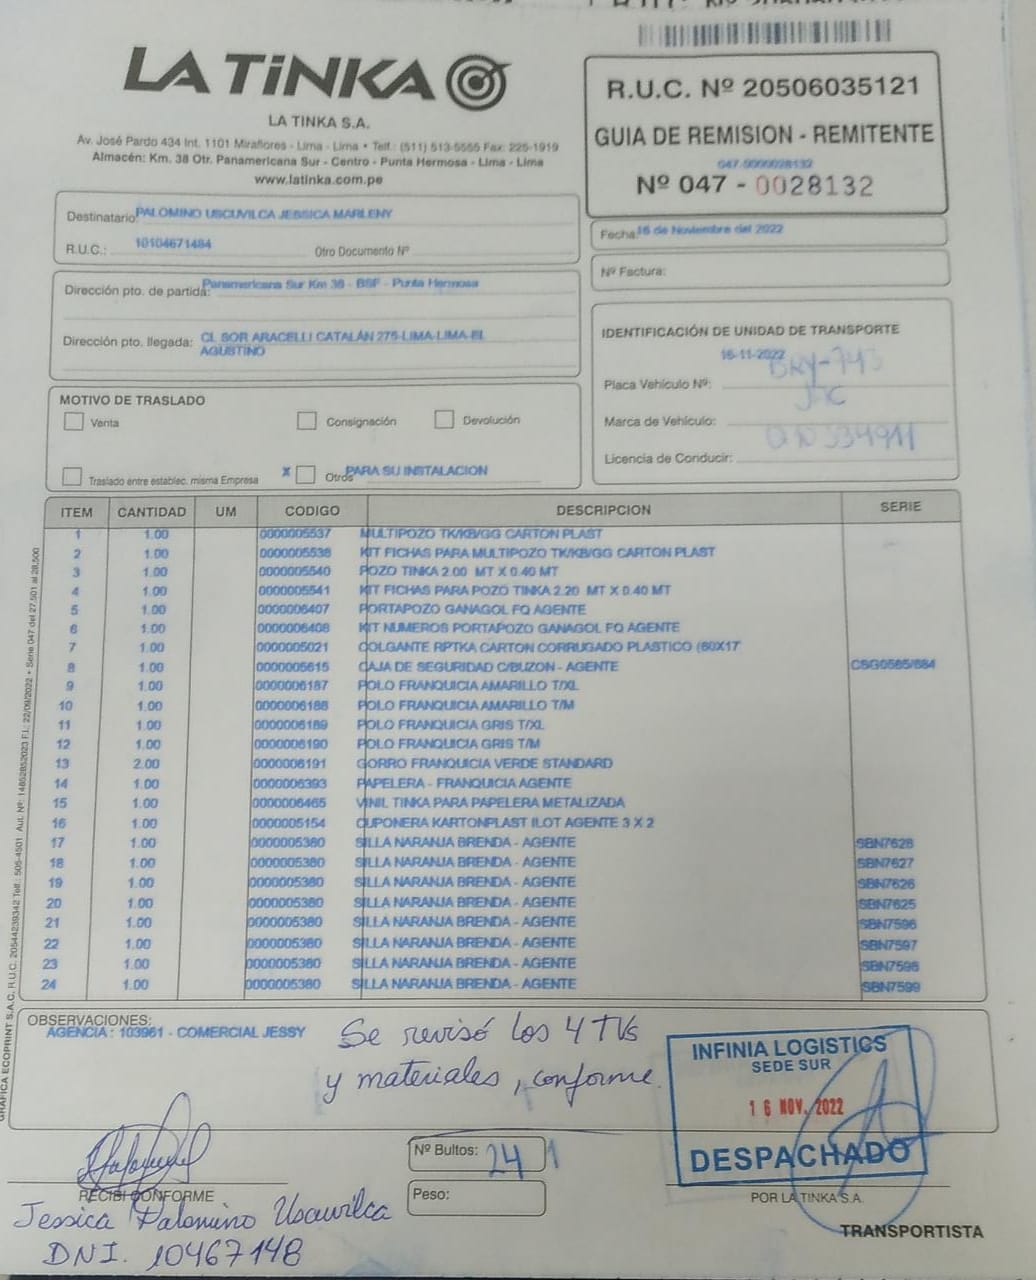 LA TiNKA
LA TINKA S.A.
Av. José Pardo 434 Int. 1101 Miraflores - Lima - Lima • Telf.: (511) 513-5555 Fax: 225-1919
Almacén: Km. 38 Otr. Panamericana Sur - Centro - Punta Hermosa - Lima - Lima
www.latinka.com.pe
R.U.C. Nº 20506035121
GUIA DE REMISION - REMITENTE
047-0000028132
Nº 047 - 0028132
Destinatario: PALOMINO USCUVILCA JESSICA MARLENY
R.U.C.: 10104671484 Otro Documento Nº
Fecha: 16 de Noviembre del 2022
Nº Factura:
Dirección pto. de partida: Panamericana Sur Km 38 - BSF - Punta Hermosa
Dirección pto. llegada: CL SOR ARACELLI CATALÁN 275-LIMA-LIMA-EL
AGUSTINO
IDENTIFICACIÓN DE UNIDAD DE TRANSPORTE
16-11-2022
Placa Vehículo Nº: BRY-743
Marca de Vehículo: JAC
Licencia de Conducir:
MOTIVO DE TRASLADO
Venta Consignación Devolución
Traslado entre establec. misma Empresa X Otros PARA SU INSTALACION
ITEM CANTIDAD UM CODIGO DESCRIPCION SERIE
1 1.00 0000005537 MULTIPOZO TK/KB/GG CARTON PLAST
2 1.00 0000005538 KIT FICHAS PARA MULTIPOZO TK/KB/GG CARTON PLAST
3 1.00 0000005540 POZO TINKA 2.00 MT X 0.40 MT
4 1.00 0000005541 KIT FICHAS PARA POZO TINKA 2.20 MT X 0.40 MT
5 1.00 0000006407 PORTAPOZO GANAGOL FQ AGENTE
6 1.00 0000006408 KIT NUMEROS PORTAPOZO GANAGOL FQ AGENTE
7 1.00 0000005021 COLGANTE RPTKA CARTON CORRUGADO PLASTICO (60X17
8 1.00 0000005615 CAJA DE SEGURIDAD C/BUZON - AGENTE CSG0585/684
9 1.00 0000006187 POLO FRANQUICIA AMARILLO T/XL
10 1.00 0000006188 POLO FRANQUICIA AMARILLO T/M
11 1.00 0000006189 POLO FRANQUICIA GRIS T/XL
12 1.00 0000006190 POLO FRANQUICIA GRIS T/M
13 2.00 0000006191 GORRO FRANQUICIA VERDE STANDARD
14 1.00 0000006393 PAPELERA - FRANQUICIA AGENTE
15 1.00 0000006465 VINIL TINKA PARA PAPELERA METALIZADA
16 1.00 0000005154 CUPONERA KARTONPLAST ILOT AGENTE 3 X 2
17 1.00 0000005380 SILLA NARANJA BRENDA - AGENTE SBN7628
18 1.00 0000005380 SILLA NARANJA BRENDA - AGENTE SBN7627
19 1.00 0000005380 SILLA NARANJA BRENDA - AGENTE SBN7626
20 1.00 0000005380 SILLA NARANJA BRENDA - AGENTE SBN7625
21 1.00 0000005380 SILLA NARANJA BRENDA - AGENTE SBN7596
22 1.00 0000005380 SILLA NARANJA BRENDA - AGENTE SBN7597
23 1.00 0000005380 SILLA NARANJA BRENDA - AGENTE SBN7598
24 1.00 0000005380 SILLA NARANJA BRENDA - AGENTE SBN7599
OBSERVACIONES:
AGENCIA : 103961 - COMERCIAL JESSY
Se revisó los 4 TVs
y materiales, conforme.
INFINIA LOGISTICS
SEDE SUR
16 NOV. 2022
DESPACHADO
Nº Bultos: 24
Peso:
RECIBI CONFORME
Jessica Palomino Uscuvilca
DNI. 10467148
POR LA TINKA S.A.
TRANSPORTISTA
GRAFICA ECOPRINT S.A.C. R.U.C. 20544239342 Telf.: 505-4501 Aut. Nº: 14852852023 F.I.: 22/09/2022 • Serie 047 del 27,501 al 28,500